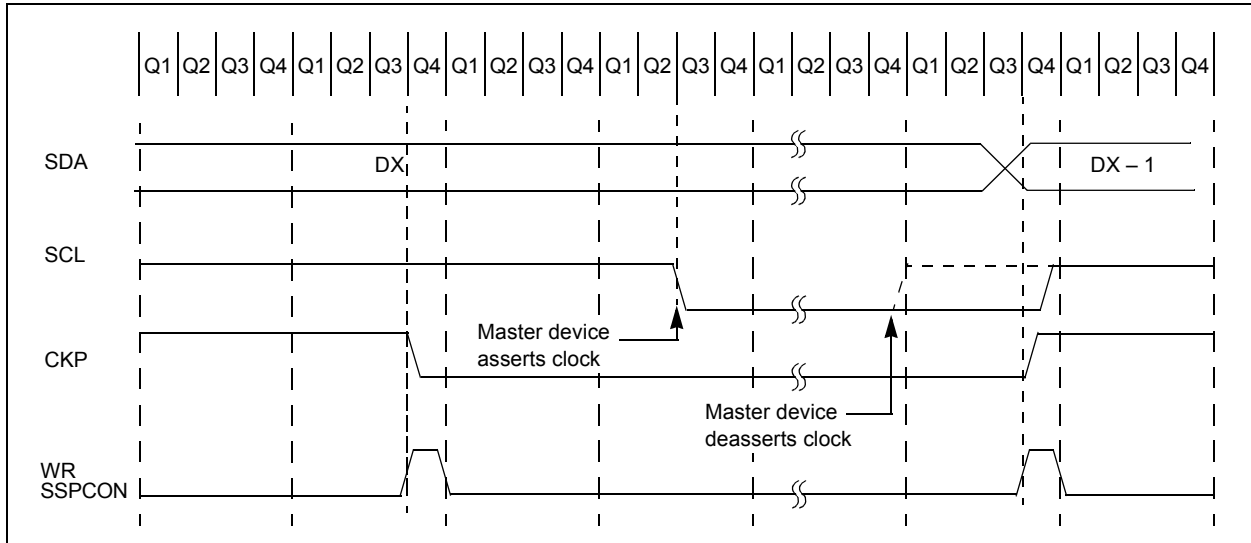 Q1 Q2 Q3 Q4 Q1 Q2 Q3 Q4 Q1 Q2 Q3 Q4 Q1 Q2 Q3 Q4 Q1 Q2 Q3 Q4 Q1 Q2 Q3 Q4 Q1 Q2 Q3 Q4
SDA
DX
DX – 1
SCL
Master device
asserts clock
CKP
Master device
deasserts clock
WR
SSPCON